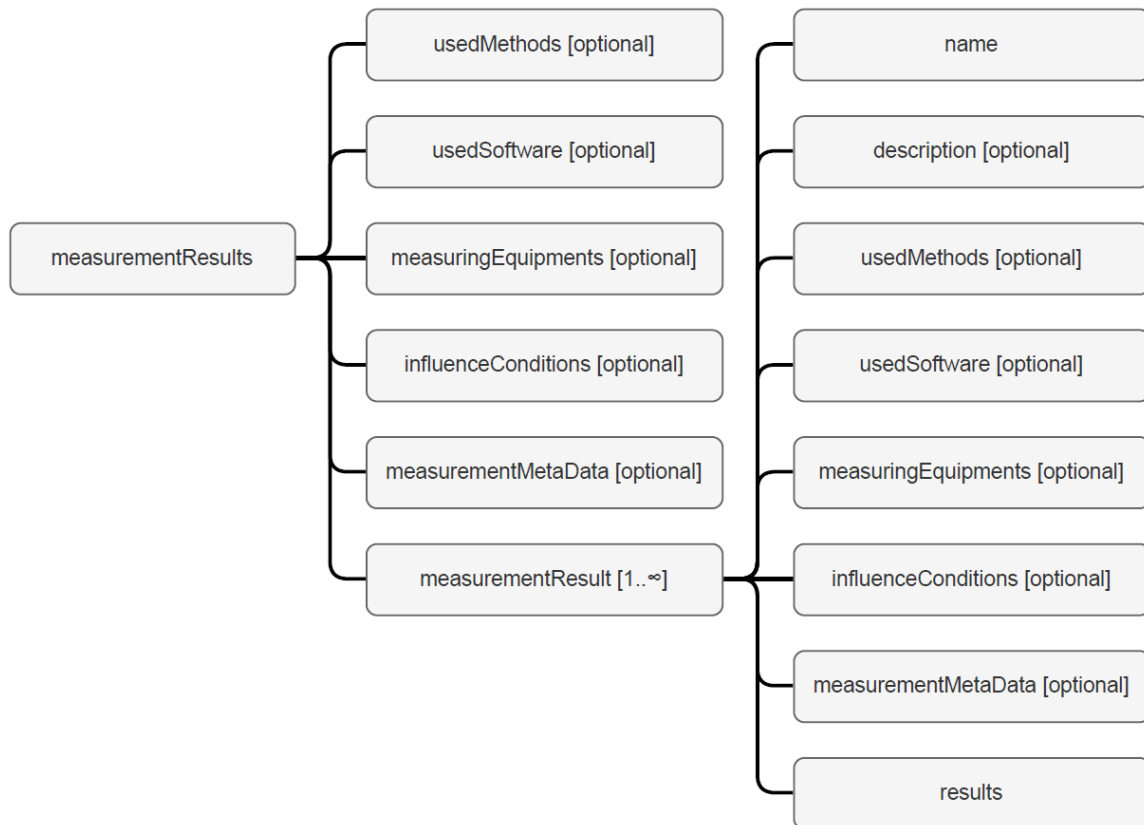 measurementResults
usedMethods [optional]
usedSoftware [optional]
measuringEquipments [optional]
influenceConditions [optional]
measurementMetaData [optional]
measurementResult [1..∞]
name
description [optional]
usedMethods [optional]
usedSoftware [optional]
measuringEquipments [optional]
influenceConditions [optional]
measurementMetaData [optional]
results